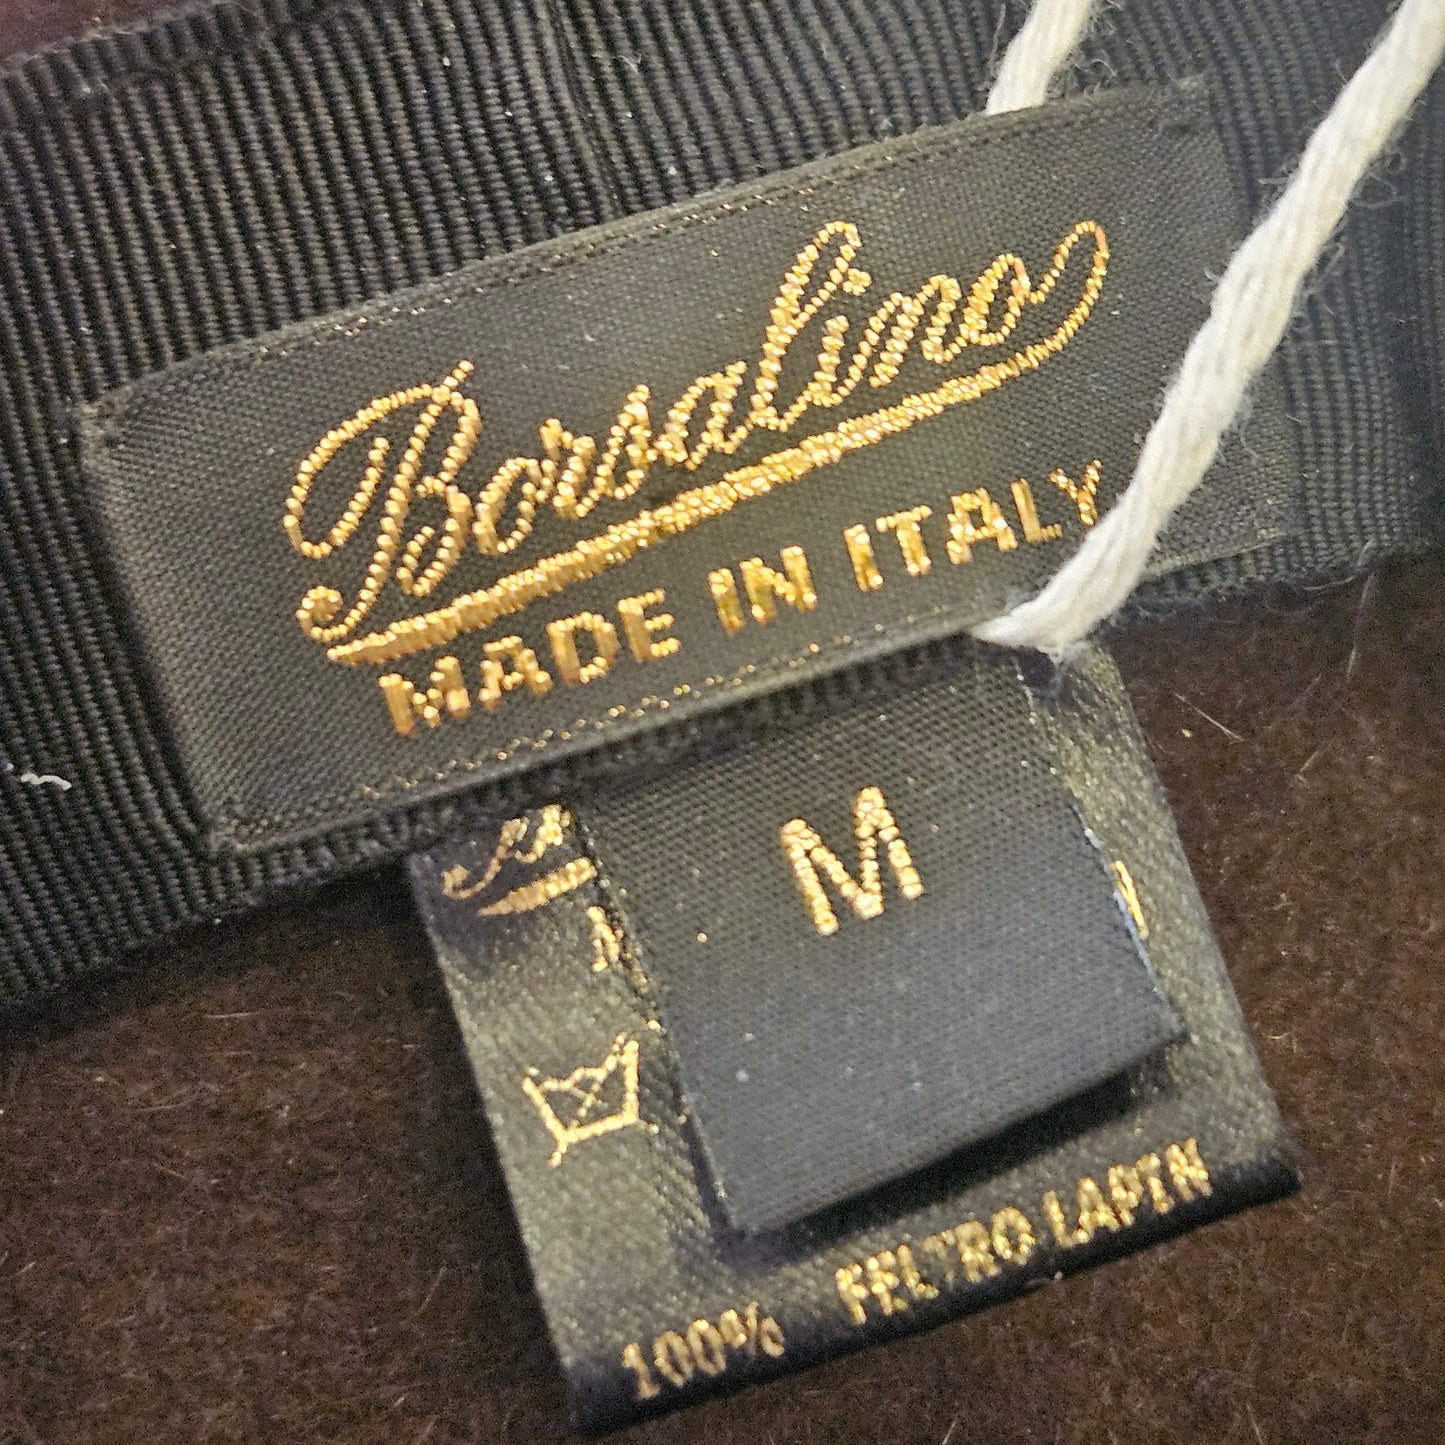 Borsalino
MADE IN ITALY
M
100% FELTRO LAPIN